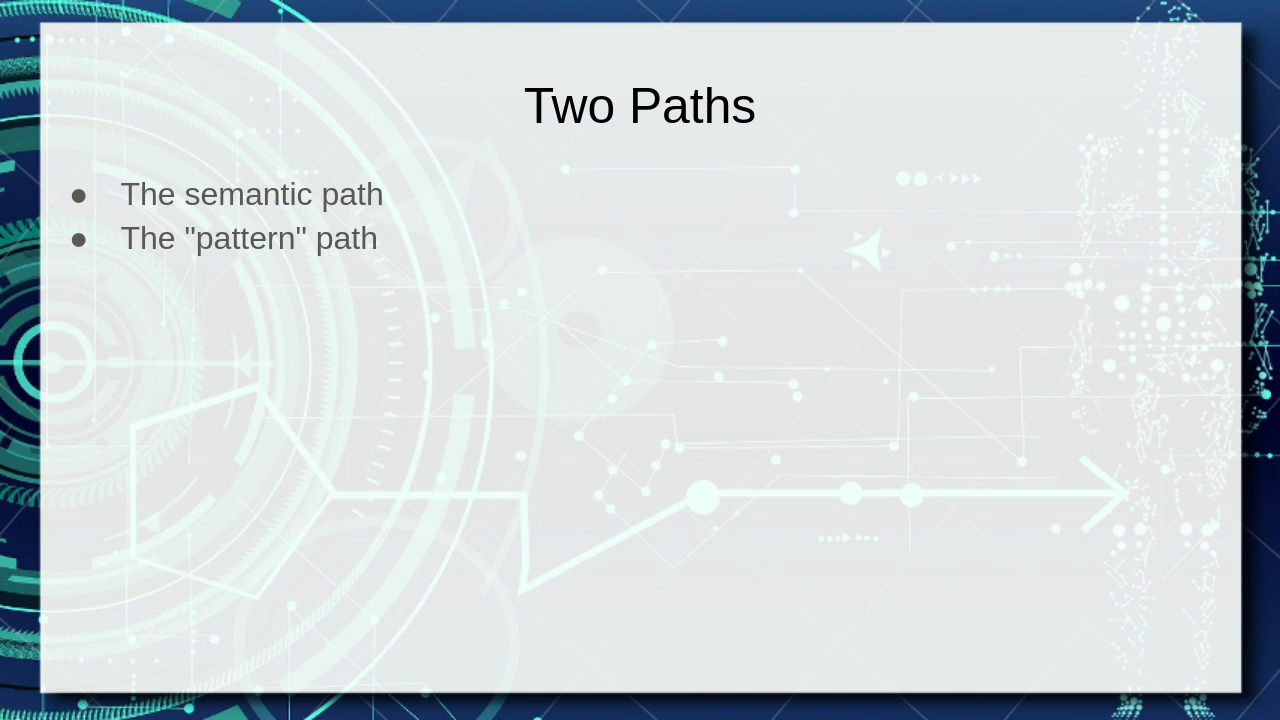 Two Paths
● The semantic path
● The "pattern" path